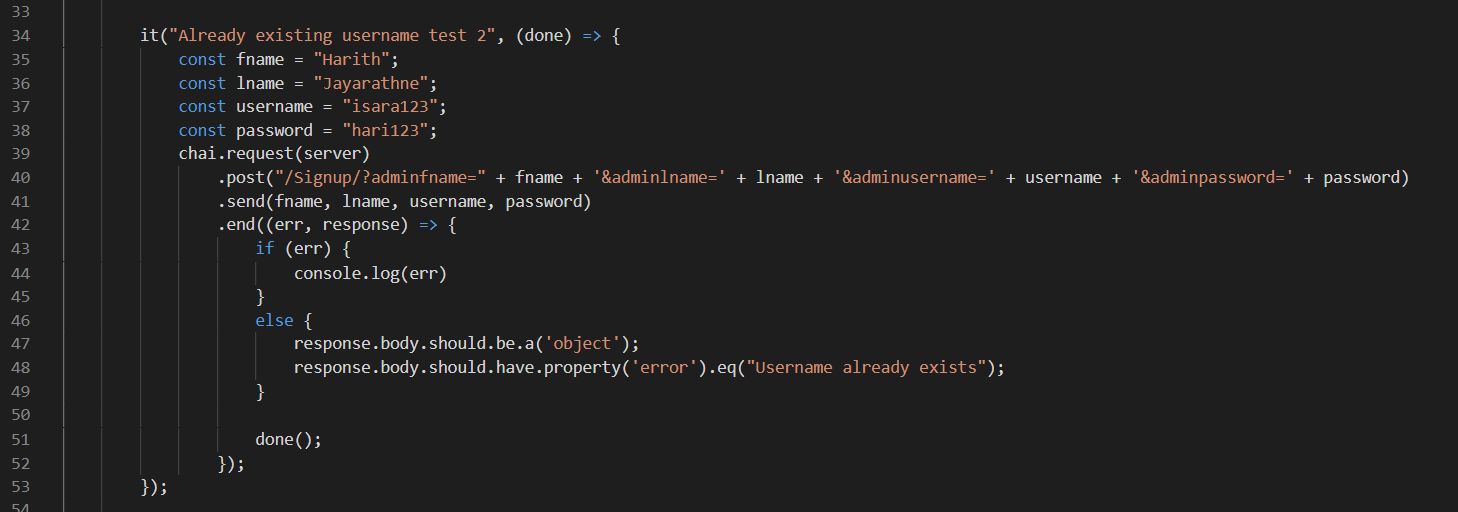 33
34 it("Already existing username test 2", (done) => {
35 const fname = "Harith";
36 const lname = "Jayarathne";
37 const username = "isara123";
38 const password = "hari123";
39 chai.request(server)
40 .post("/Signup/?adminfname=" + fname + '&adminlname=' + lname + '&adminusername=' + username + '&adminpassword=' + password)
41 .send(fname, lname, username, password)
42 .end((err, response) => {
43 if (err) {
44 console.log(err)
45 }
46 else {
47 response.body.should.be.a('object');
48 response.body.should.have.property('error').eq("Username already exists");
49 }
50
51 done();
52 });
53 });
54